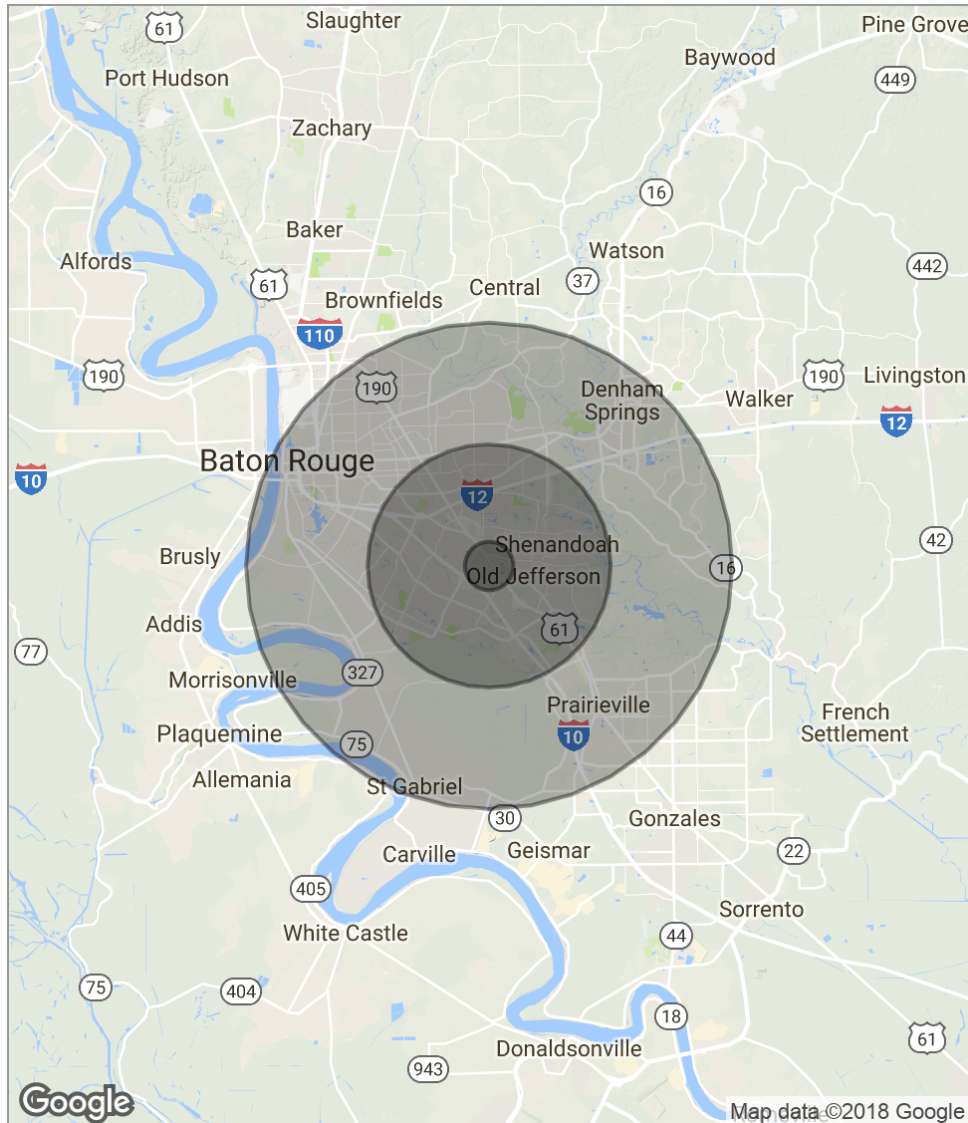 Slaughter
61
Pine Grove
Baywood
Port Hudson
449
Zachary
16
Baker
Watson
Alfords
442
61
37
Central
Brownfields
110
190
190
190
Denham
Springs
Livingston
Walker
12
Baton Rouge
10
12
42
Shenandoah
Brusly
16
Old Jefferson
Addis
61
77
327
Morrisonville
Prairieville
French
Settlement
Plaquemine
75
10
Allemania
St Gabriel
30
Gonzales
Carville
Geismar
22
405
Sorrento
White Castle
44
75
404
18
61
Donaldsonville
943
Google
Map data ©2018 Google